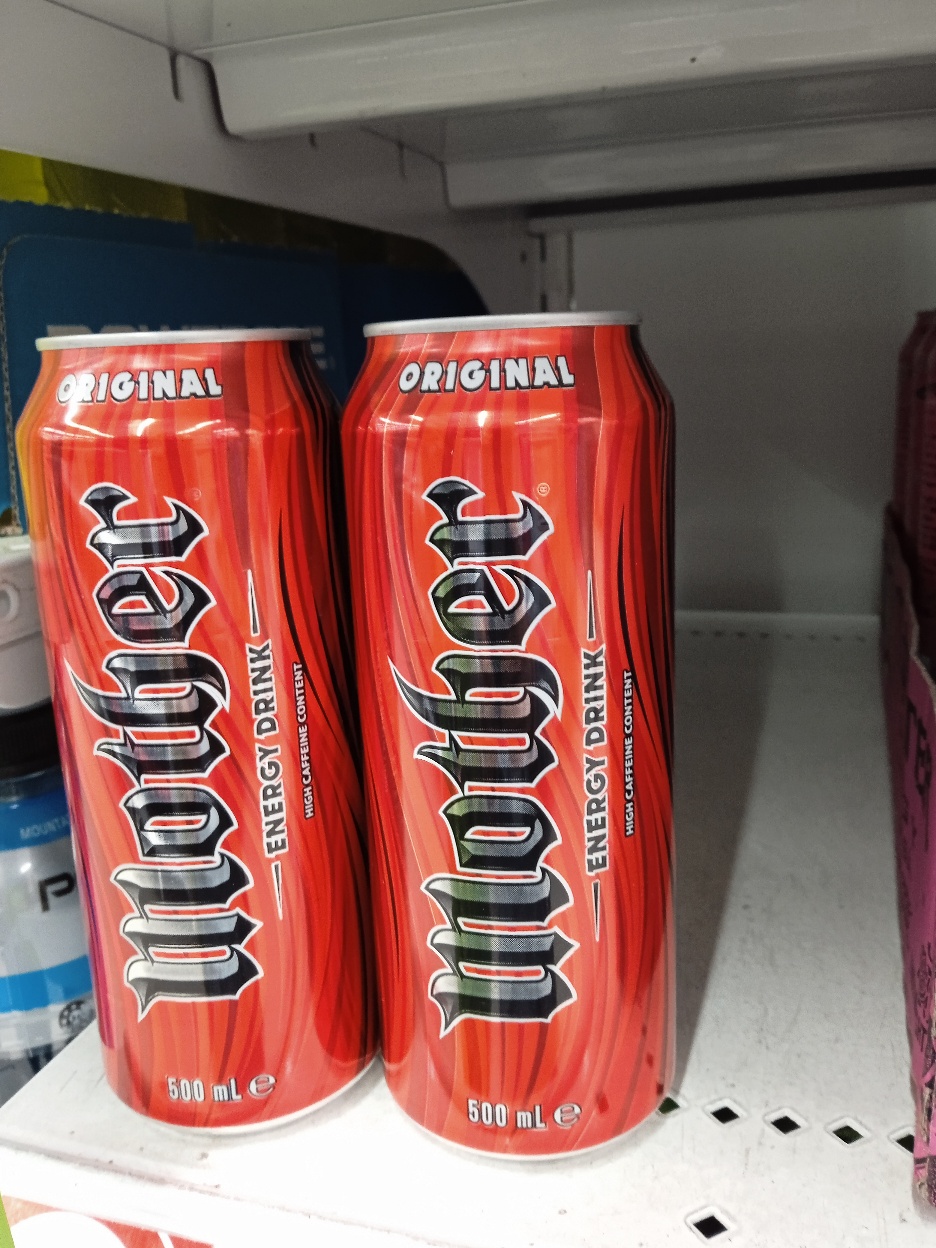 ORIGINAL
Mother
ENERGY DRINK
HIGH CAFFEINE CONTENT
500 mL e
ORIGINAL
Mother®
ENERGY DRINK
HIGH CAFFEINE CONTENT
500 mL e